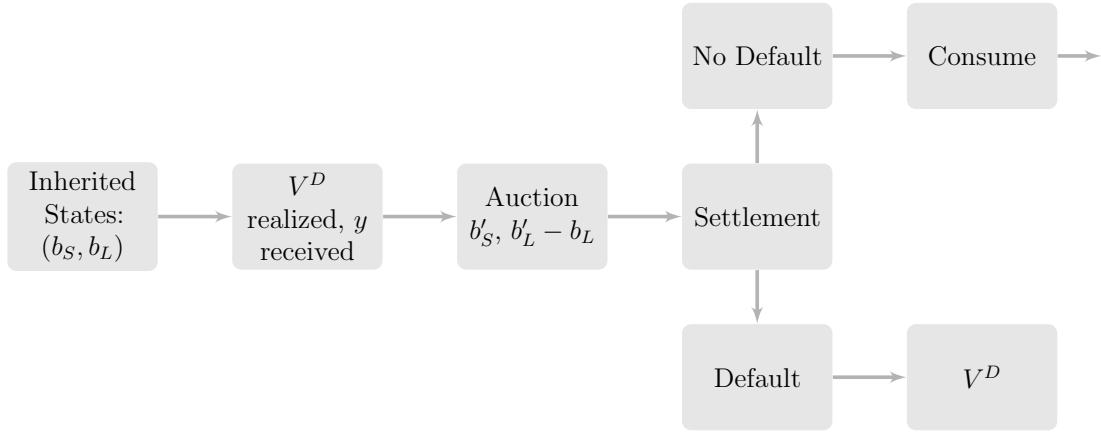 No Default
Consume
Inherited
States:
(b_S, b_L)
V^D
realized, y
received
Auction
b'_S, b'_L − b_L
Settlement
Default
V^D